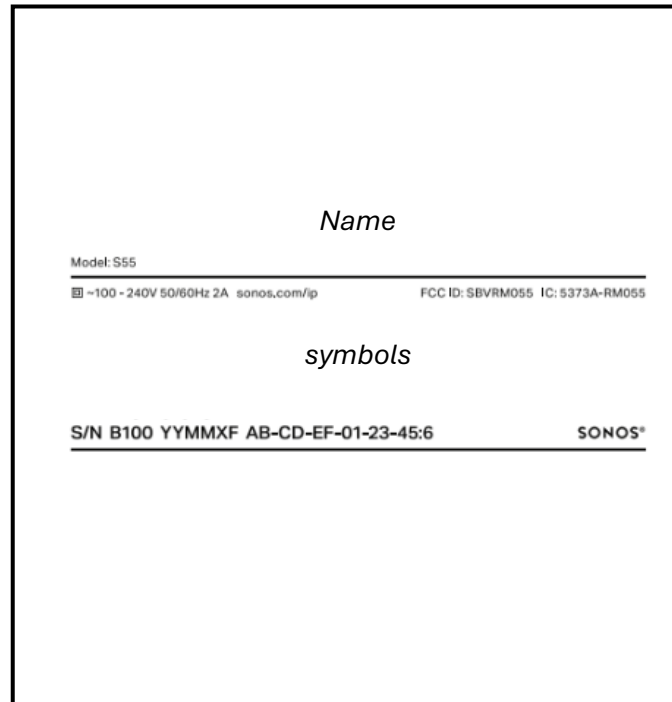 Name
Model: S55
~100 - 240V 50/60Hz 2A sonos.com/ip FCC ID: SBVRM055 IC: 5373A-RM055
symbols
S/N B100 YYMMXF AB-CD-EF-01-23-45:6 SONOS®